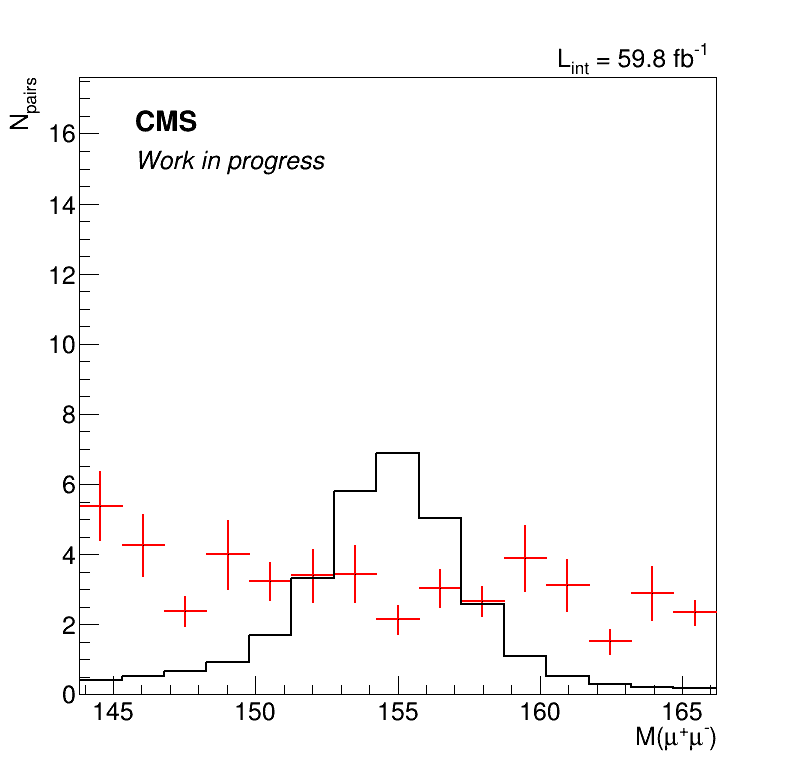 L_int = 59.8 fb^-1
N_pairs
CMS
Work in progress
16
14
12
10
8
6
4
2
0
145 150 155 160 165
M(μ⁺μ⁻)